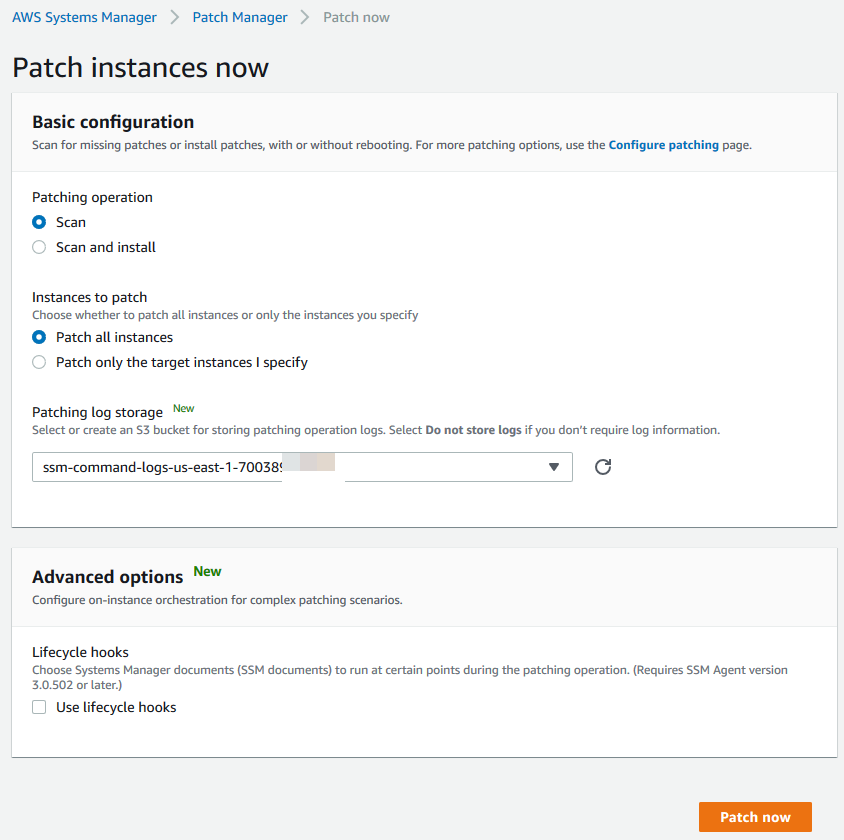 AWS Systems Manager > Patch Manager > Patch now
Patch instances now
Basic configuration
Scan for missing patches or install patches, with or without rebooting. For more patching options, use the Configure patching page.
Patching operation
Scan
Scan and install
Instances to patch
Choose whether to patch all instances or only the instances you specify
Patch all instances
Patch only the target instances I specify
Patching log storage New
Select or create an S3 bucket for storing patching operation logs. Select Do not store logs if you don't require log information.
ssm-command-logs-us-east-1-70038
Advanced options New
Configure on-instance orchestration for complex patching scenarios.
Lifecycle hooks
Choose Systems Manager documents (SSM documents) to run at certain points during the patching operation. (Requires SSM Agent version
3.0.502 or later.)
Use lifecycle hooks
Patch now